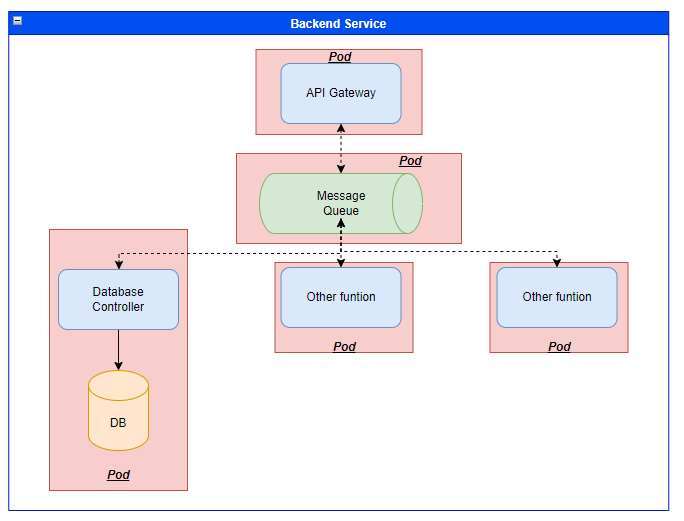 Backend Service
Pod
API Gateway
Pod
Message
Queue
Database
Controller
Other funtion
Other funtion
Pod
Pod
DB
Pod